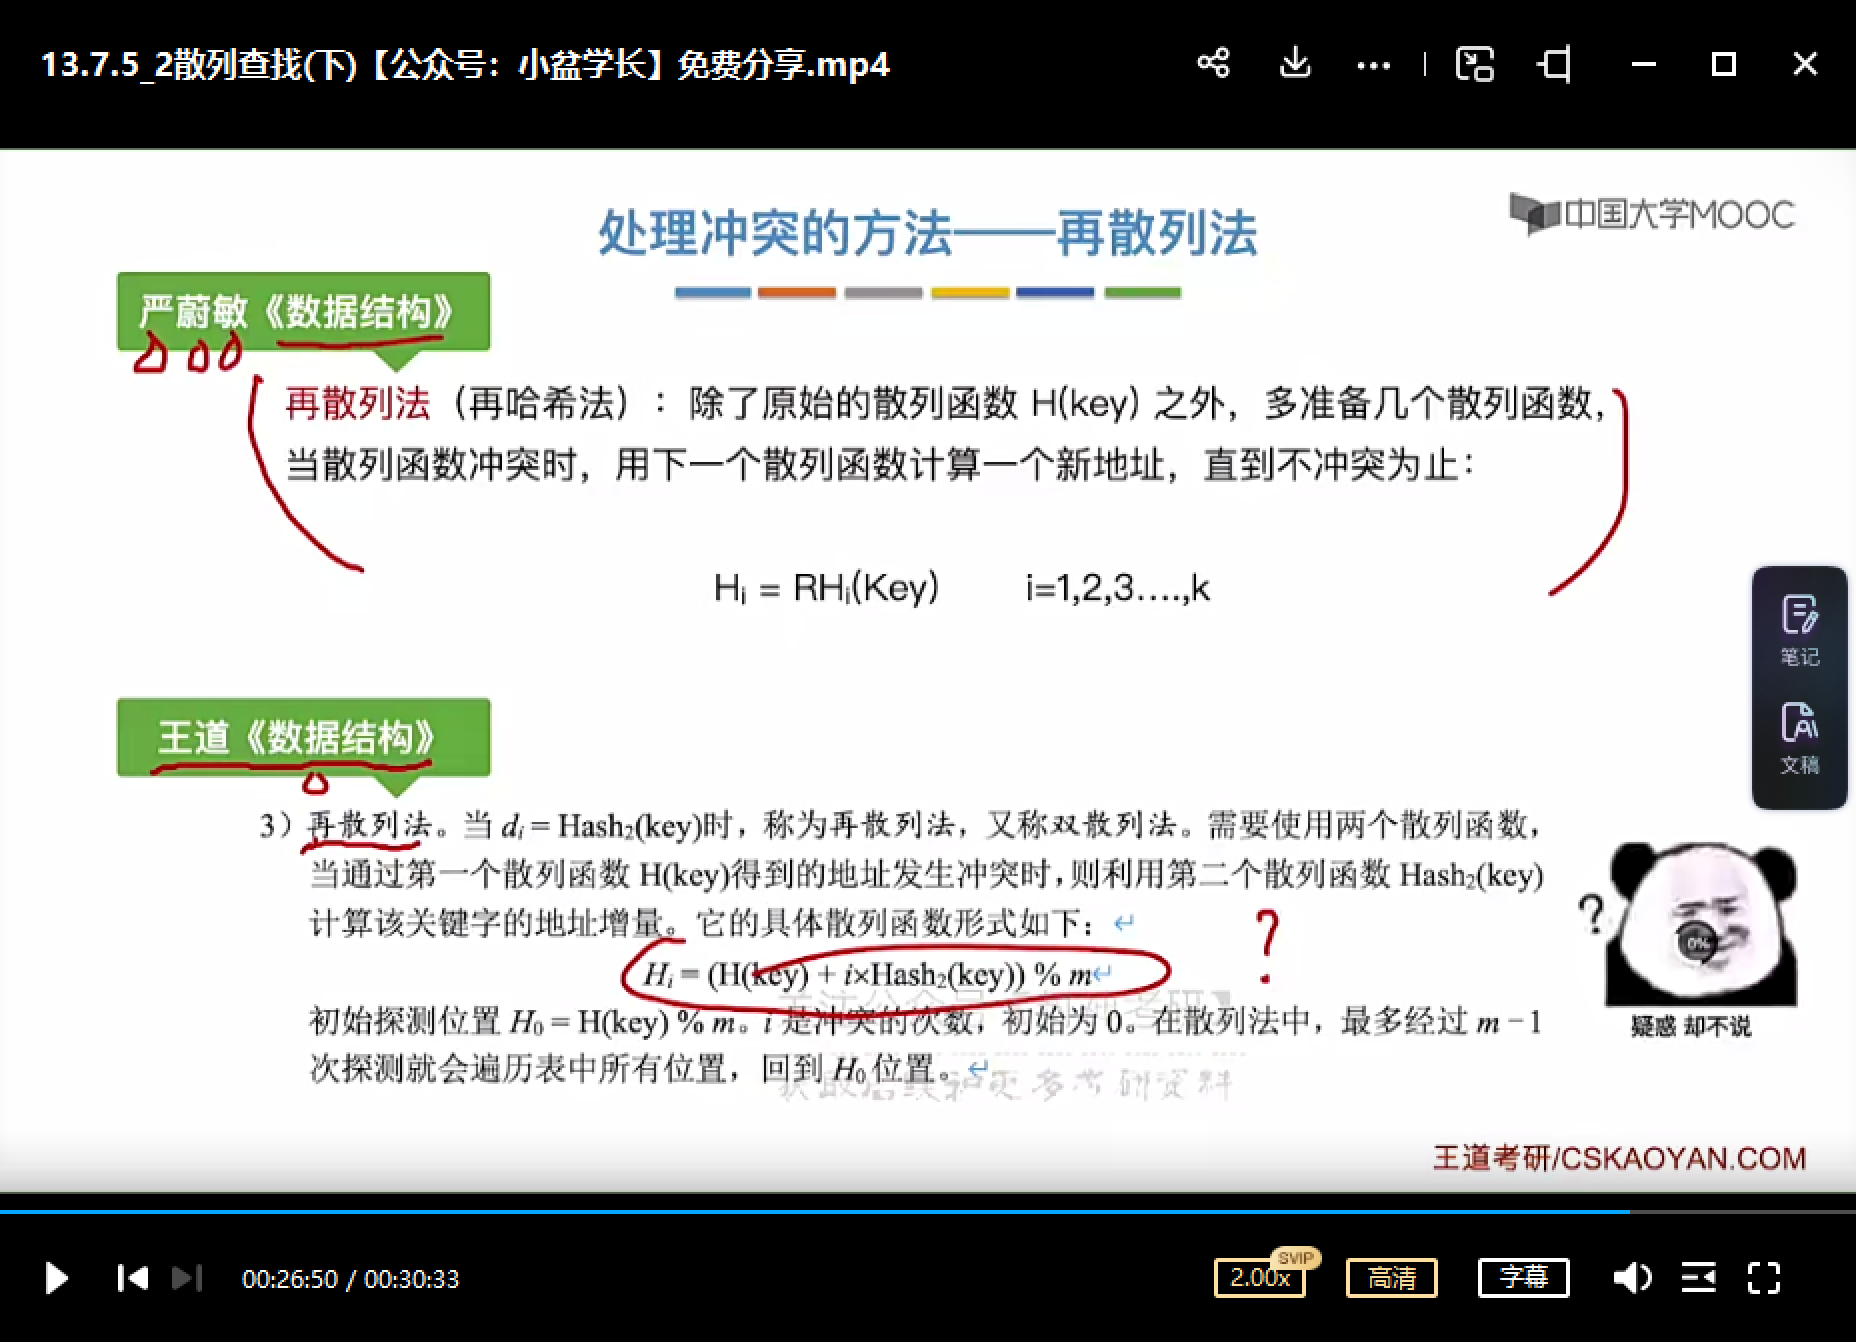 13.7.5_2散列查找(下)【公众号：小盆学长】免费分享.mp4
处理冲突的方法——再散列法
中国大学MOOC
严蔚敏《数据结构》
再散列法（再哈希法）：除了原始的散列函数 H(key) 之外，多准备几个散列函数，
当散列函数冲突时，用下一个散列函数计算一个新地址，直到不冲突为止：
Hᵢ = RHᵢ(Key) i=1,2,3….,k
笔记
文稿
王道《数据结构》
3）再散列法。当 dᵢ = Hash₂(key)时，称为再散列法，又称双散列法。需要使用两个散列函数，
当通过第一个散列函数 H(key)得到的地址发生冲突时，则利用第二个散列函数 Hash₂(key)
计算该关键字的地址增量。它的具体散列函数形式如下：↵
?
?
Hᵢ = (H(key) + i×Hash₂(key)) % m↵
0%
初始探测位置 H₀ = H(key) % m。i 是冲突的次数，初始为 0。在散列法中，最多经过 m − 1
次探测就会遍历表中所有位置，回到 H₀ 位置。↵
疑惑 却不说
王道考研/CSKAOYAN.COM
00:26:50 / 00:30:33
2.00x
SVIP
高清
字幕